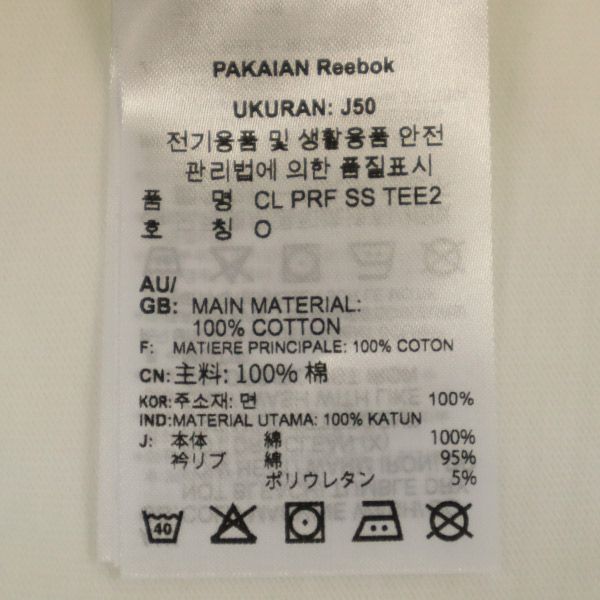 PAKAIAN Reebok
UKURAN: J50
전기용품 및 생활용품 안전
관리법에 의한 품질표시
품 명 CL PRF SS TEE2
호 칭 O
AU/
GB: MAIN MATERIAL:
100% COTTON
F: MATIERE PRINCIPALE: 100% COTON
CN: 主料: 100% 棉
KOR: 주소재: 면 100%
IND: MATERIAL UTAMA: 100% KATUN
J: 本体 綿 100%
衿リブ 綿 95%
ポリウレタン 5%
40